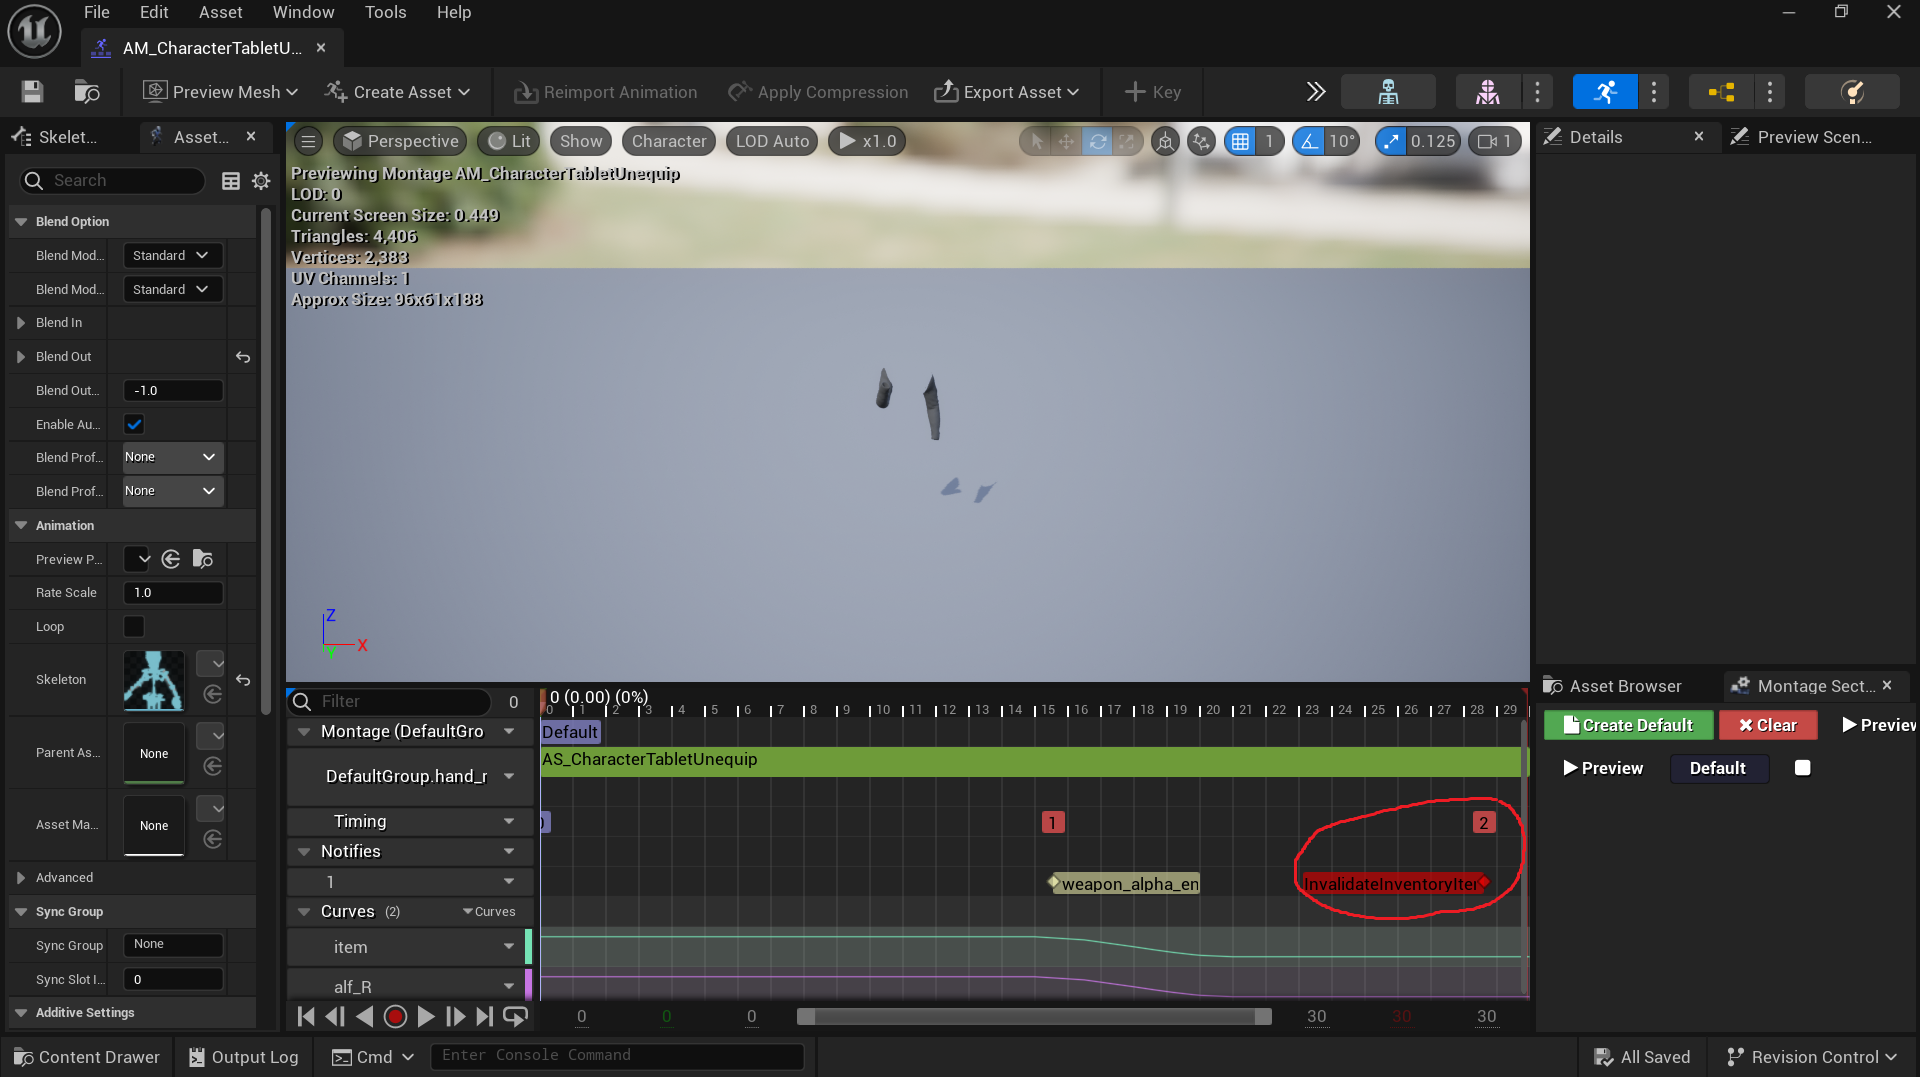 File Edit Asset Window Tools Help
AM_CharacterTabletU...
Preview Mesh Create Asset Reimport Animation Apply Compression Export Asset Key
Skelet... Asset...
Search
Blend Option
Blend Mod... Standard
Blend Mod... Standard
Blend In
Blend Out
Blend Out... -1.0
Enable Au...
Blend Prof... None
Blend Prof... None
Animation
Preview P...
Rate Scale 1.0
Loop
Skeleton
Parent As... None
Asset Ma... None
Advanced
Sync Group
Sync Group None
Sync Slot I... 0
Additive Settings
Perspective Lit Show Character LOD Auto x1.0 1 10° 0.125 1
Previewing Montage AM_CharacterTabletUnequip
LOD: 0
Current Screen Size: 0.449
Triangles: 4,406
Vertices: 2,383
UV Channels: 1
Approx Size: 96x61x188
Z
X
Y
Filter 0
0 (0.00) (0%)
0 1 2 3 4 5 6 7 8 9 10 11 12 13 14 15 16 17 18 19 20 21 22 23 24 25 26 27 28 29
Montage (DefaultGro Default
AS_CharacterTabletUnequip
DefaultGroup.hand_r
Timing 1 2
Notifies
1 weapon_alpha_en InvalidateInventoryIter
Curves (2) Curves
item
alf_R
0 0 0 30 30 30
Details Preview Scen...
Asset Browser Montage Sect...
Create Default Clear Preview
Preview Default
Content Drawer Output Log Cmd Enter Console Command All Saved Revision Control